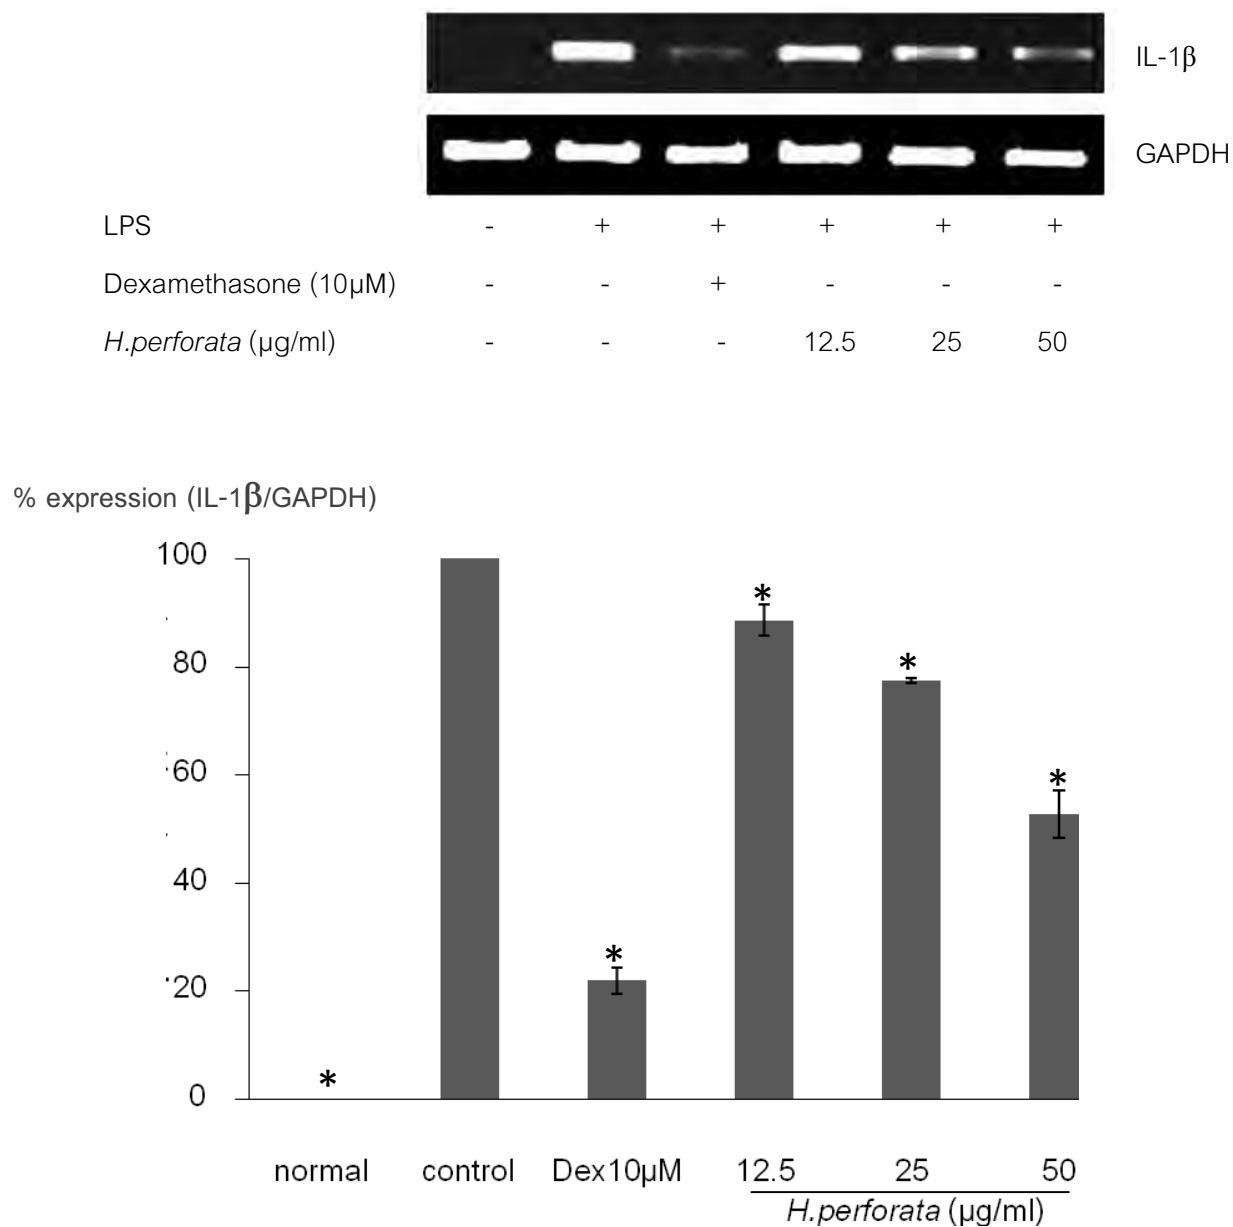 IL-1β
GAPDH
LPS - + + + + +
Dexamethasone (10µM) - - + - - -
H.perforata (µg/ml) - - - 12.5 25 50
% expression (IL-1β/GAPDH)
100
80
60
40
20
0
*
*
*
*
*
normal control Dex10µM 12.5 25 50
H.perforata (µg/ml)